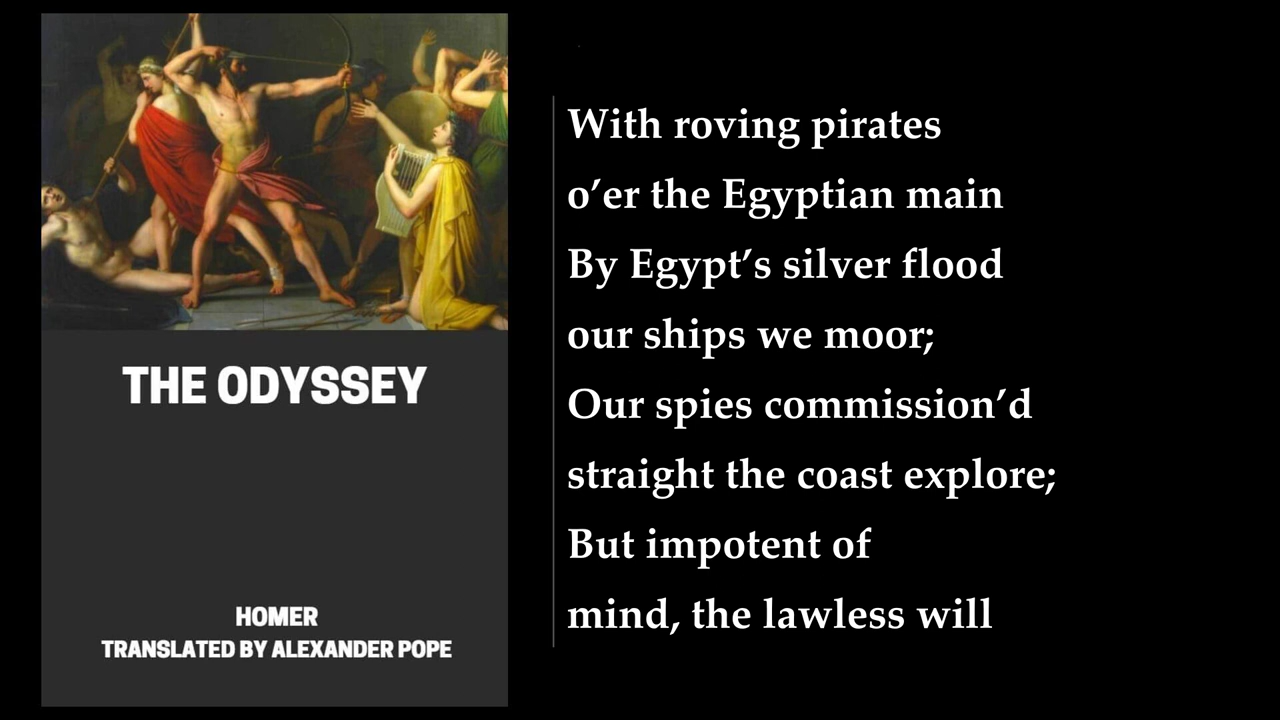 THE ODYSSEY
HOMER
TRANSLATED BY ALEXANDER POPE
With roving pirates
o’er the Egyptian main
By Egypt’s silver flood
our ships we moor;
Our spies commission’d
straight the coast explore;
But impotent of
mind, the lawless will